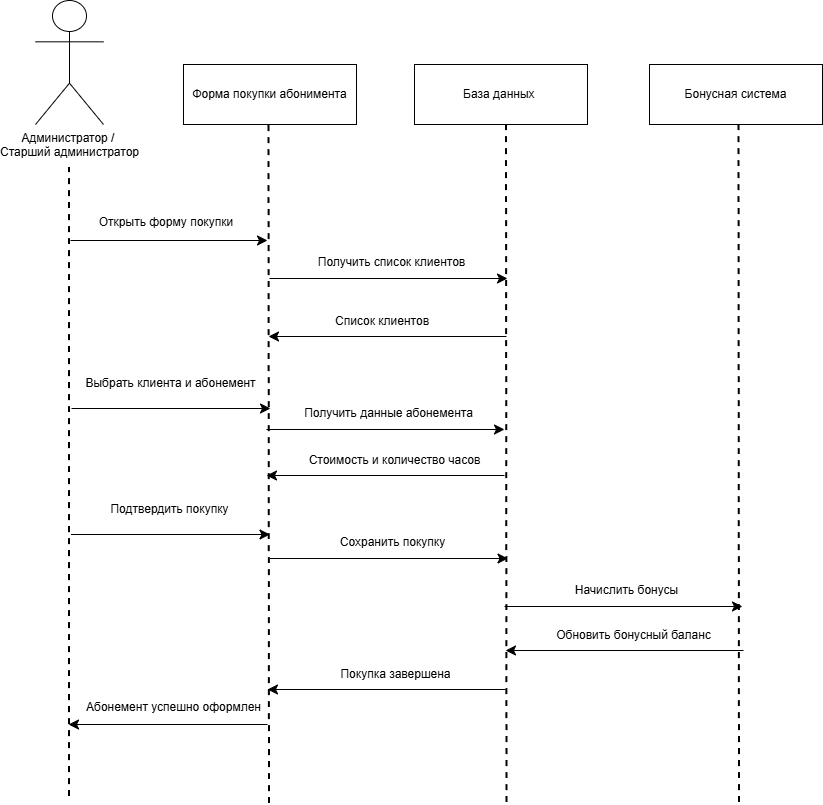 Форма покупки абонимента
База данных
Бонусная система
Администратор /
Старший администратор
Открыть форму покупки
Получить список клиентов
Список клиентов
Выбрать клиента и абонемент
Получить данные абонемента
Стоимость и количество часов
Подтвердить покупку
Сохранить покупку
Начислить бонусы
Обновить бонусный баланс
Покупка завершена
Абонемент успешно оформлен